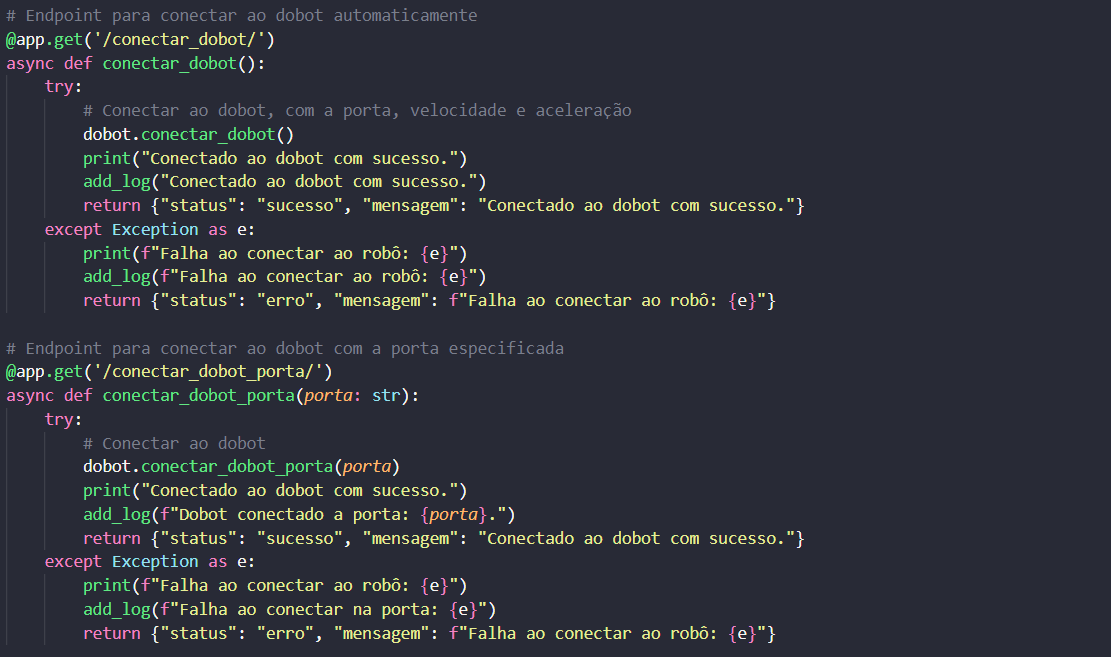 # Endpoint para conectar ao dobot automaticamente
@app.get('/conectar_dobot/')
async def conectar_dobot():
    try:
        # Conectar ao dobot, com a porta, velocidade e aceleração
        dobot.conectar_dobot()
        print("Conectado ao dobot com sucesso.")
        add_log("Conectado ao dobot com sucesso.")
        return {"status": "sucesso", "mensagem": "Conectado ao dobot com sucesso."}
    except Exception as e:
        print(f"Falha ao conectar ao robô: {e}")
        add_log(f"Falha ao conectar ao robô: {e}")
        return {"status": "erro", "mensagem": f"Falha ao conectar ao robô: {e}"}

# Endpoint para conectar ao dobot com a porta especificada
@app.get('/conectar_dobot_porta/')
async def conectar_dobot_porta(porta: str):
    try:
        # Conectar ao dobot
        dobot.conectar_dobot_porta(porta)
        print("Conectado ao dobot com sucesso.")
        add_log(f"Dobot conectado a porta: {porta}.")
        return {"status": "sucesso", "mensagem": "Conectado ao dobot com sucesso."}
    except Exception as e:
        print(f"Falha ao conectar ao robô: {e}")
        add_log(f"Falha ao conectar na porta: {e}")
        return {"status": "erro", "mensagem": f"Falha ao conectar ao robô: {e}"}